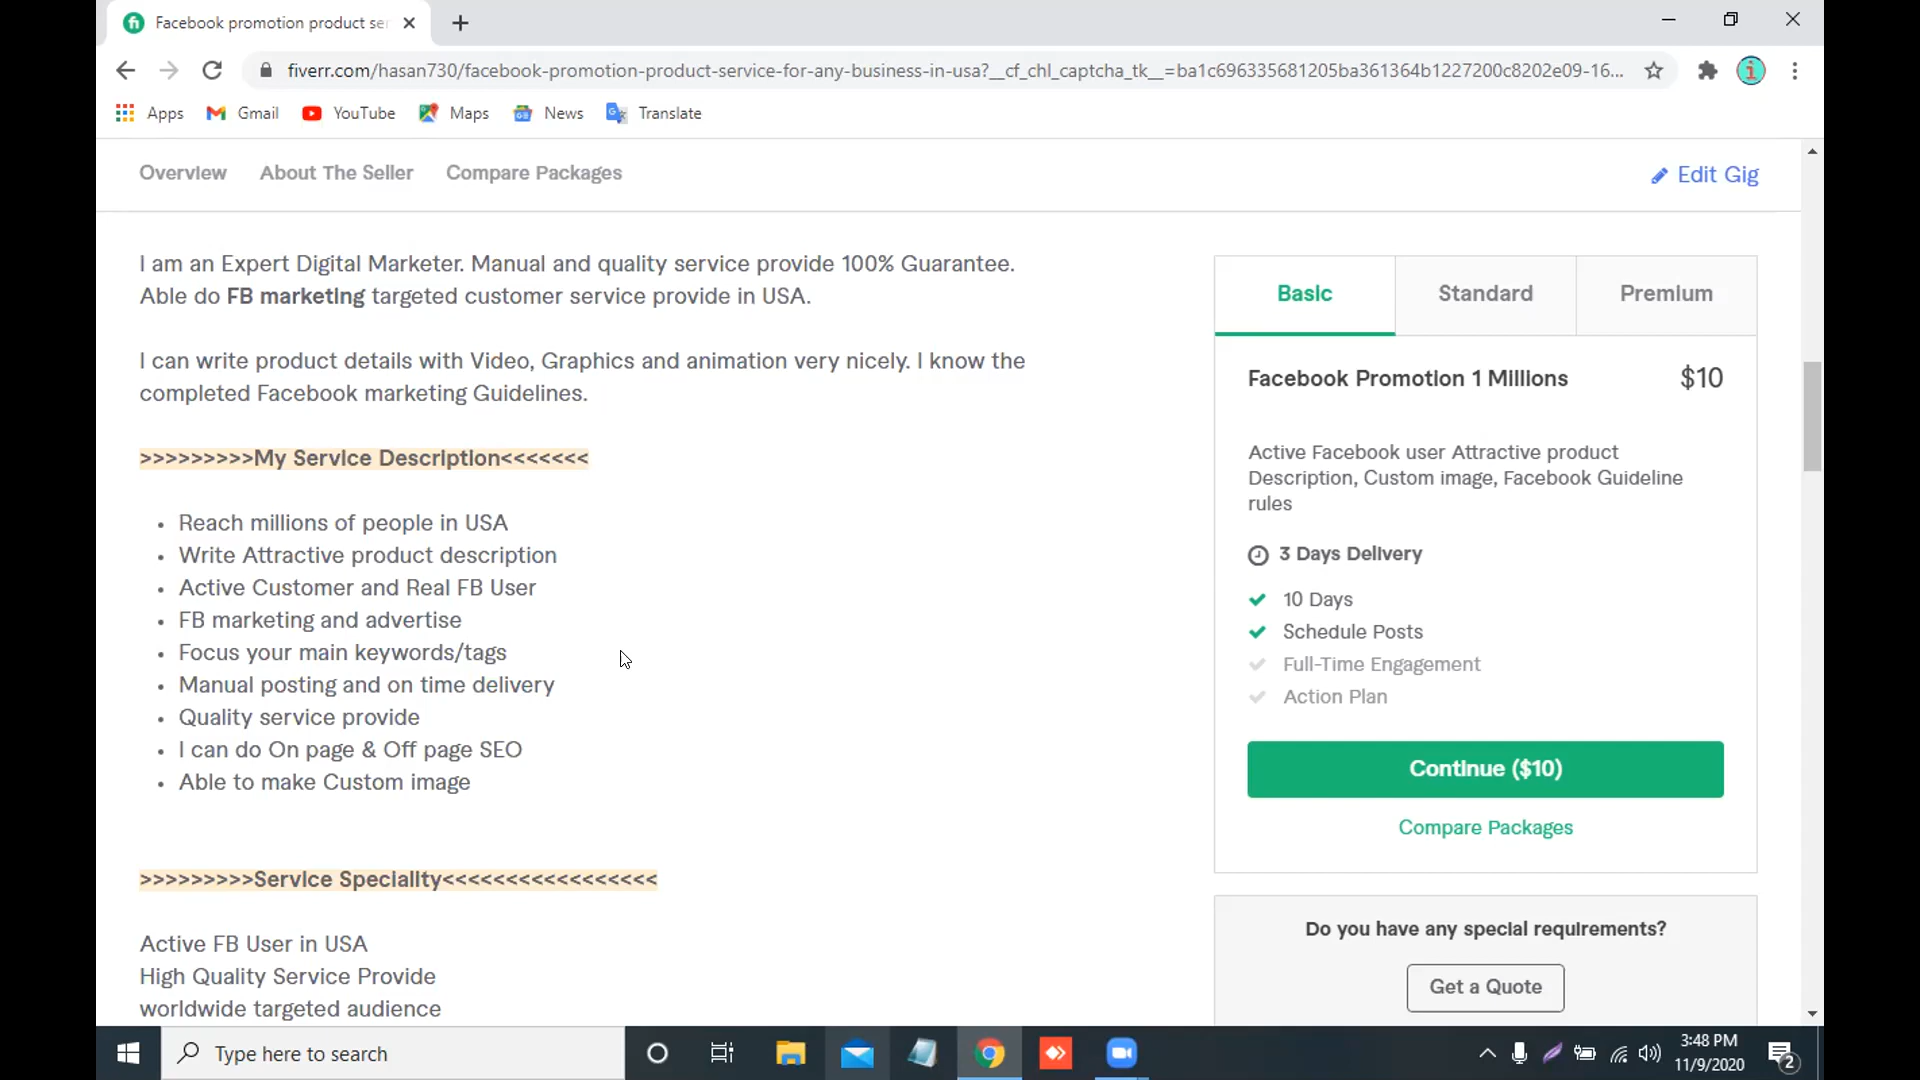 Facebook promotion product ser
fiverr.com/hasan730/facebook-promotion-product-service-for-any-business-in-usa?__cf_chl_captcha_tk__=ba1c696335681205ba361364b1227200c8202e09-16...
Apps Gmail YouTube Maps News Translate
Overview About The Seller Compare Packages
Edit Gig
I am an Expert Digital Marketer. Manual and quality service provide 100% Guarantee.
Able do FB marketing targeted customer service provide in USA.
I can write product details with Video, Graphics and animation very nicely. I know the
completed Facebook marketing Guidelines.
>>>>>>>>>My Service Description<<<<<<<
• Reach millions of people in USA
• Write Attractive product description
• Active Customer and Real FB User
• FB marketing and advertise
• Focus your main keywords/tags
• Manual posting and on time delivery
• Quality service provide
• I can do On page & Off page SEO
• Able to make Custom image
>>>>>>>>>Service Speciality<<<<<<<<<<<<<<<<<
Active FB User in USA
High Quality Service Provide
worldwide targeted audience
Basic Standard Premium
Facebook Promotion 1 Millions $10
Active Facebook user Attractive product
Description, Custom image, Facebook Guideline
rules
3 Days Delivery
10 Days
Schedule Posts
Full-Time Engagement
Action Plan
Continue ($10)
Compare Packages
Do you have any special requirements?
Get a Quote
Type here to search
3:48 PM
11/9/2020
2